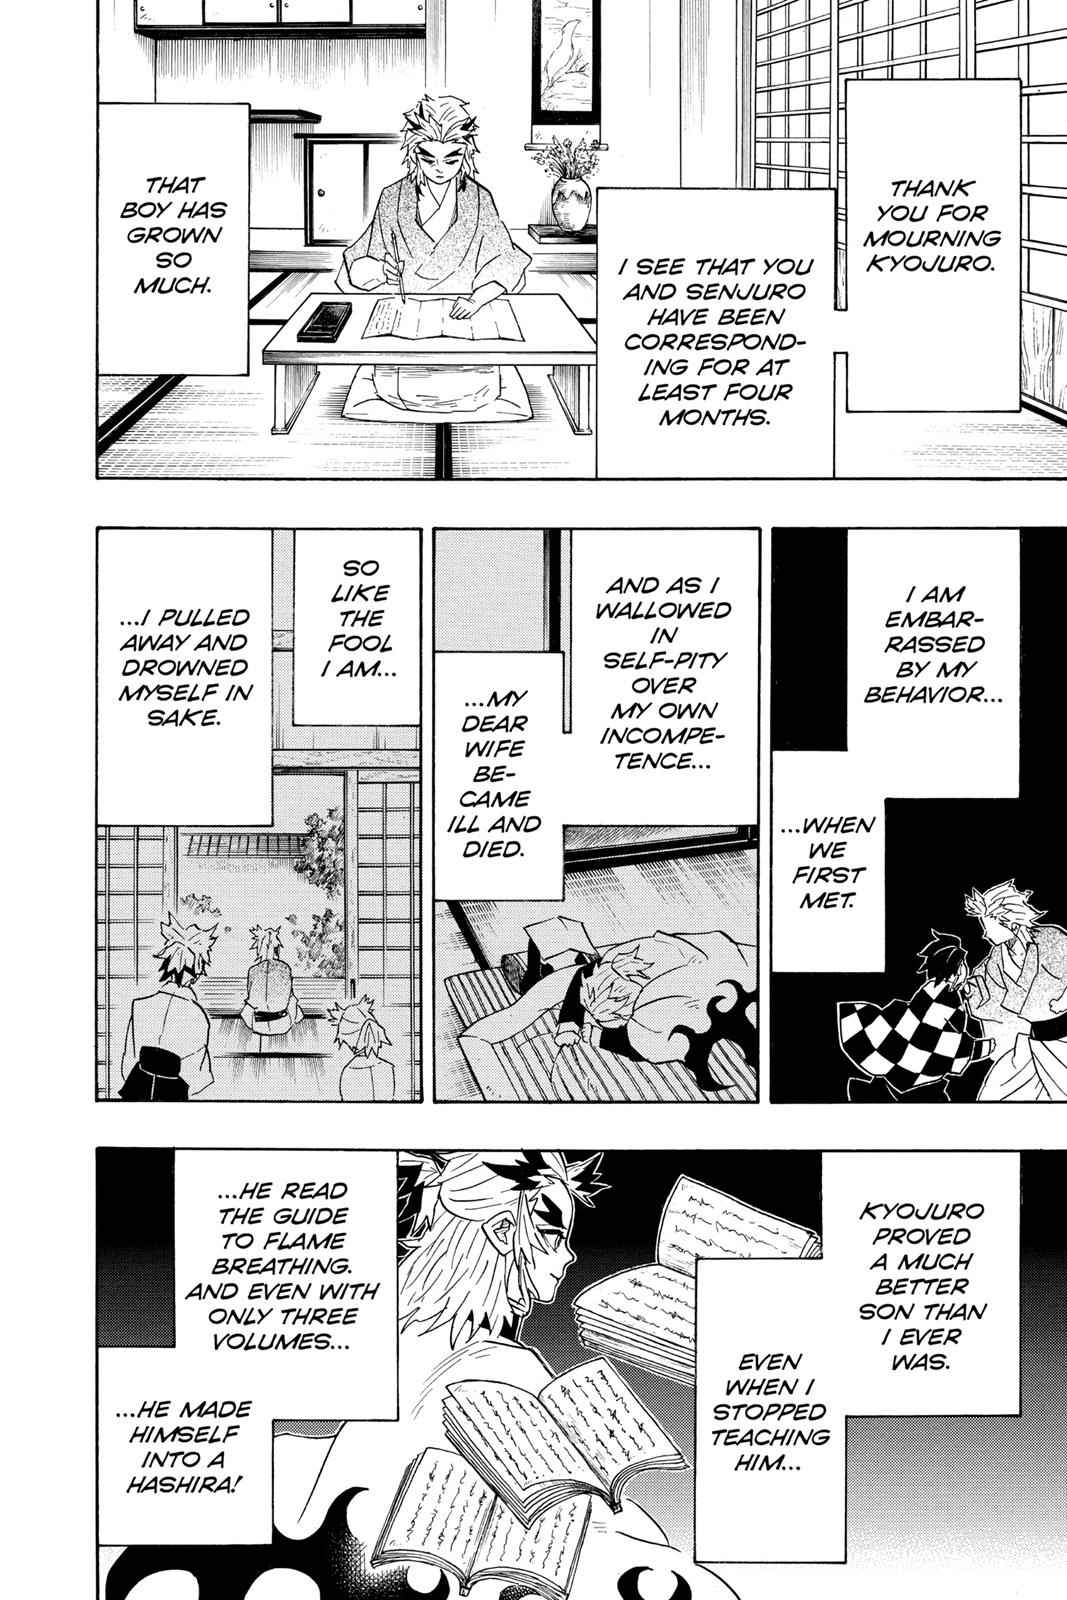 THANK
YOU FOR
MOURNING
KYOJURO.
I SEE THAT YOU
AND SENJURO
HAVE BEEN
CORRESPOND-
ING FOR AT
LEAST FOUR
MONTHS.
THAT
BOY HAS
GROWN
SO
MUCH.
I AM
EMBAR-
RASSED
BY MY
BEHAVIOR...
...WHEN
WE
FIRST
MET.
AND AS I
WALLOWED
IN
SELF-PITY
OVER
MY OWN
INCOMPE-
TENCE...
...MY
DEAR
WIFE
BE-
CAME
ILL AND
DIED.
SO
LIKE
THE
FOOL
I AM...
...I PULLED
AWAY AND
DROWNED
MYSELF IN
SAKE.
KYOJURO
PROVED
A MUCH
BETTER
SON THAN
I EVER
WAS.
EVEN
WHEN I
STOPPED
TEACHING
HIM...
...HE READ
THE GUIDE
TO FLAME
BREATHING.
AND EVEN WITH
ONLY THREE
VOLUMES...
...HE MADE
HIMSELF
INTO A
HASHIRA!